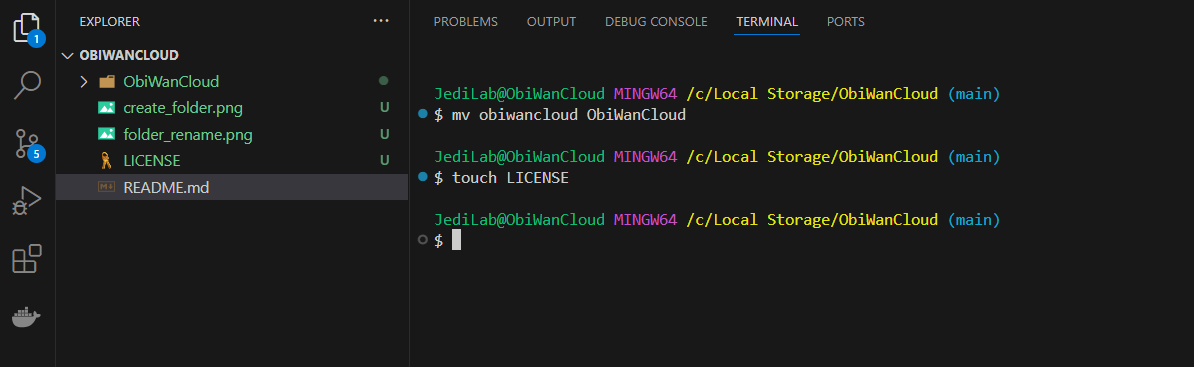 EXPLORER
...
OBIWANCLOUD
ObiWanCloud
create_folder.png U
folder_rename.png U
LICENSE U
README.md
1
5
PROBLEMS OUTPUT DEBUG CONSOLE TERMINAL PORTS
JediLab@ObiWanCloud MINGW64 /c/Local Storage/ObiWanCloud (main)
$ mv obiwancloud ObiWanCloud
JediLab@ObiWanCloud MINGW64 /c/Local Storage/ObiWanCloud (main)
$ touch LICENSE
JediLab@ObiWanCloud MINGW64 /c/Local Storage/ObiWanCloud (main)
$